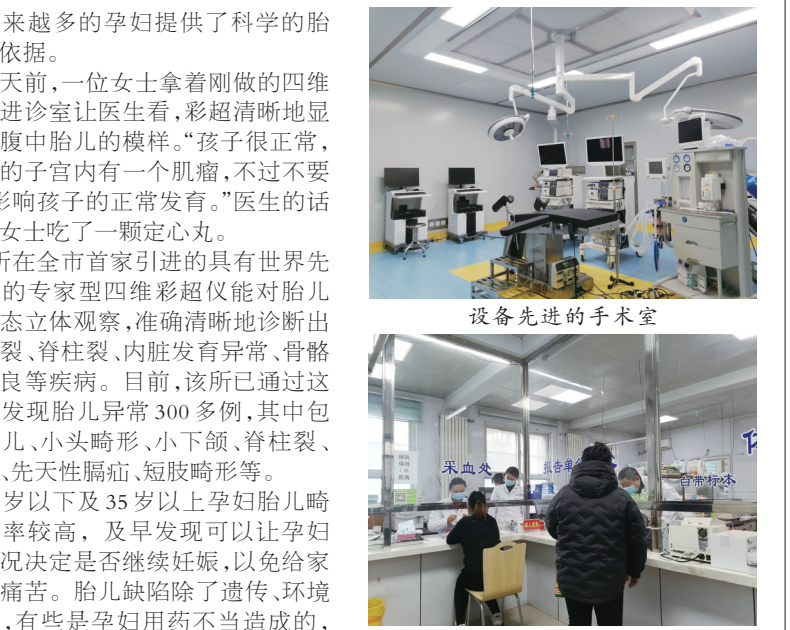 来越多的孕妇提供了科学的胎
依据。
天前,一位女士拿着刚做的四维
进诊室让医生看,彩超清晰地显
腹中胎儿的模样。“孩子很正常,
的子宫内有一个肌瘤,不过不要
影响孩子的正常发育。”医生的话
女士吃了一颗定心丸。
所在全市首家引进的具有世界先
的专家型四维彩超仪能对胎儿
态立体观察,准确清晰地诊断出
裂、脊柱裂、内脏发育异常、骨骼
良等疾病。目前,该所已通过这
发现胎儿异常300多例,其中包
儿、小头畸形、小下颌、脊柱裂、
、先天性膈疝、短肢畸形等。
岁以下及35岁以上孕妇胎儿畸
率较高,及早发现可以让孕妇
况决定是否继续妊娠,以免给家
痛苦。胎儿缺陷除了遗传、环境
,有些是孕妇用药不当造成的,
设备先进的手术室
采血处
报告单
自带标本